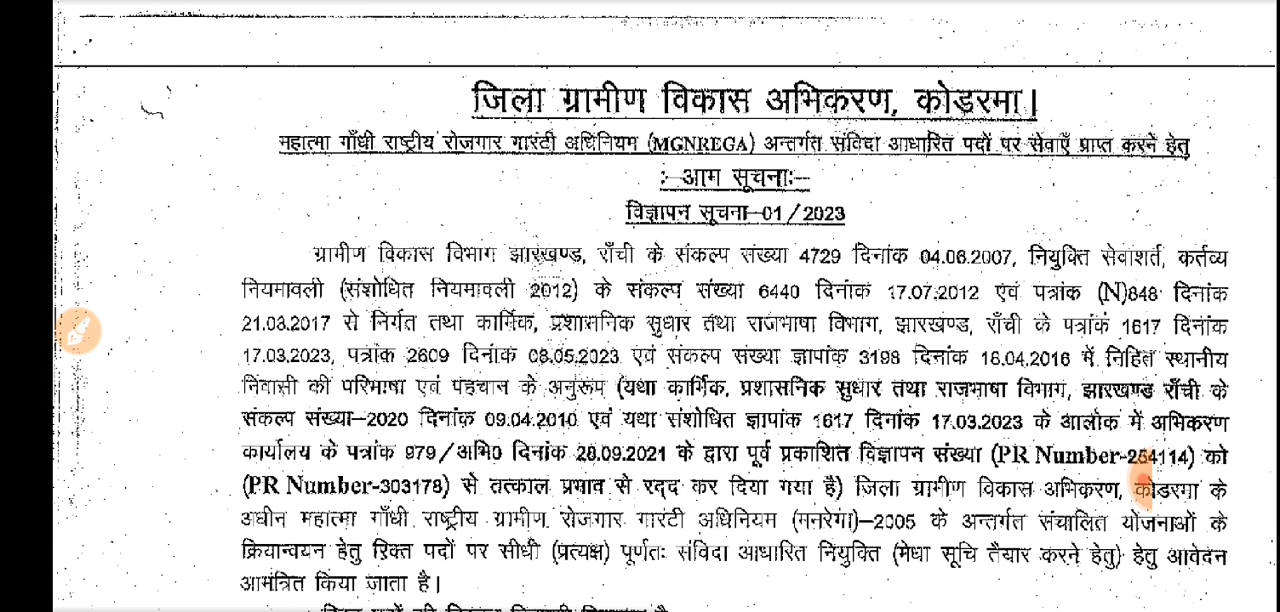 जिला ग्रामीण विकास अभिकरण, कोडरमा।
महात्मा गाँधी राष्ट्रीय रोजगार गारंटी अधिनियम (MGNREGA) अन्तर्गत संविदा आधारित पदों पर सेवाएँ प्राप्त करने हेतु
:–आम सूचना:–
विज्ञापन सूचना–01/2023
ग्रामीण विकास विभाग झारखण्ड, राँची के संकल्प संख्या 4729 दिनांक 04.06.2007, नियुक्ति सेवाशर्त, कर्तव्य
नियमावली (संशोधित नियमावली 2012) के संकल्प संख्या 6440 दिनांक 17.07.2012 एवं पत्रांक (N)848 दिनांक
21.03.2017 से निर्गत तथा कार्मिक, प्रशासनिक सुधार तथा राजभाषा विभाग, झारखण्ड, राँची के पत्रांक 1617 दिनांक
17.03.2023, पत्रांक 2609 दिनांक 08.05.2023 एवं संकल्प संख्या ज्ञापांक 3198 दिनांक 18.04.2016 में निहित स्थानीय
निवासी की परिभाषा एवं पहचान के अनुरूप (यथा कार्मिक, प्रशासनिक सुधार तथा राजभाषा विभाग, झारखण्ड राँची के
संकल्प संख्या–2020 दिनांक 09.04.2010 एवं यथा संशोधित ज्ञापांक 1617 दिनांक 17.03.2023 के आलोक में अभिकरण
कार्यालय के पत्रांक 979/अभि0 दिनांक 28.09.2021 के द्वारा पूर्व प्रकाशित विज्ञापन संख्या (PR Number-254114) को
(PR Number-303178) से तत्काल प्रभाव से रद्द कर दिया गया है) जिला ग्रामीण विकास अभिकरण, कोडरमा के
अधीन महात्मा गाँधी राष्ट्रीय ग्रामीण रोजगार गारंटी अधिनियम (मनरेगा)–2005 के अन्तर्गत संचालित योजनाओं के
क्रियान्वयन हेतु रिक्त पदों पर सीधी (प्रत्यक्ष) पूर्णतः संविदा आधारित नियुक्ति (मेधा सूचि तैयार करने हेतु) हेतु आवेदन
आमंत्रित किया जाता है।